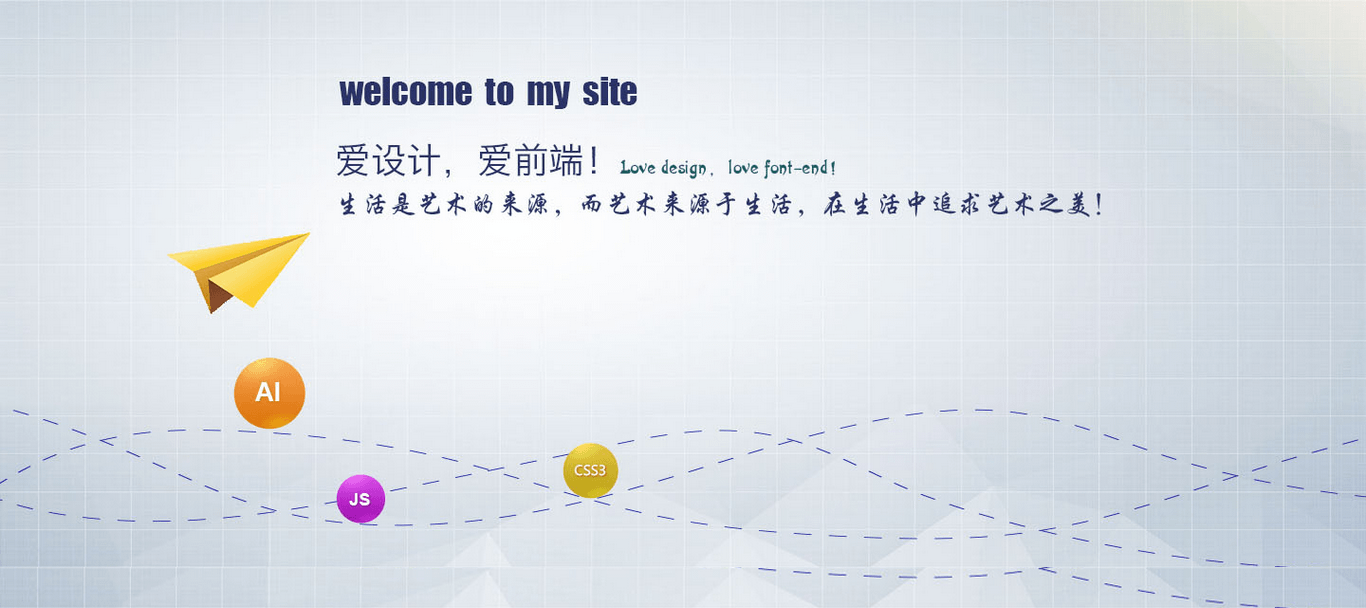 welcome to my site
爱设计，爱前端！Love design，love font-end！
生活是艺术的来源，而艺术来源于生活，在生活中追求艺术之美！
AI
CSS3
JS